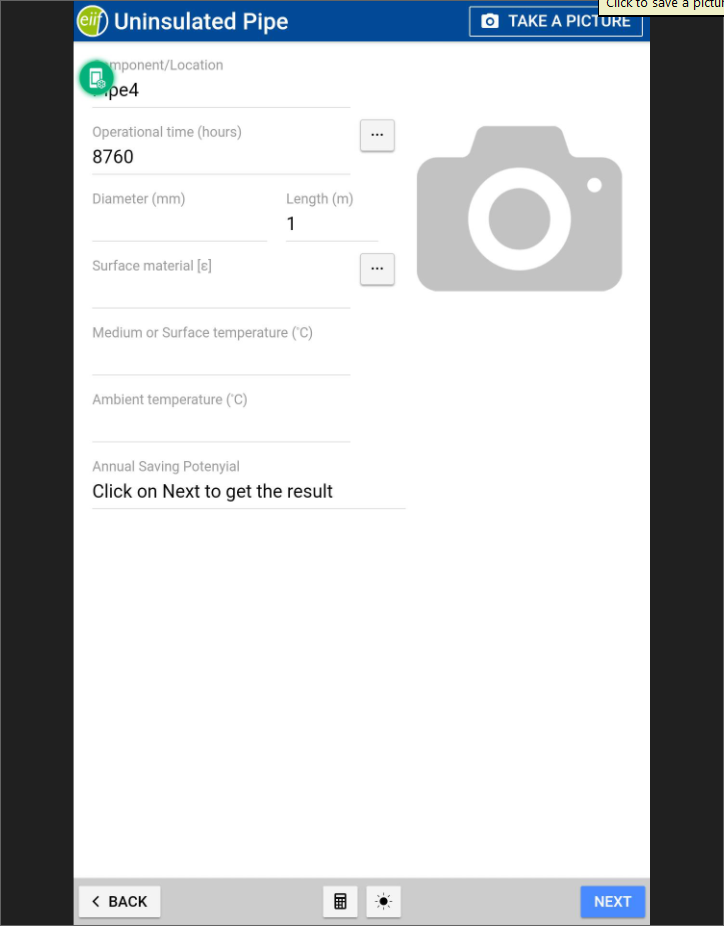 Click to save a pictur
eiif Uninsulated Pipe
TAKE A PICTURE
mponent/Location
pe4
Operational time (hours)
...
8760
Diameter (mm)
Length (m)
1
Surface material [ε]
...
Medium or Surface temperature (°C)
Ambient temperature (°C)
Annual Saving Potenyial
Click on Next to get the result
BACK
NEXT